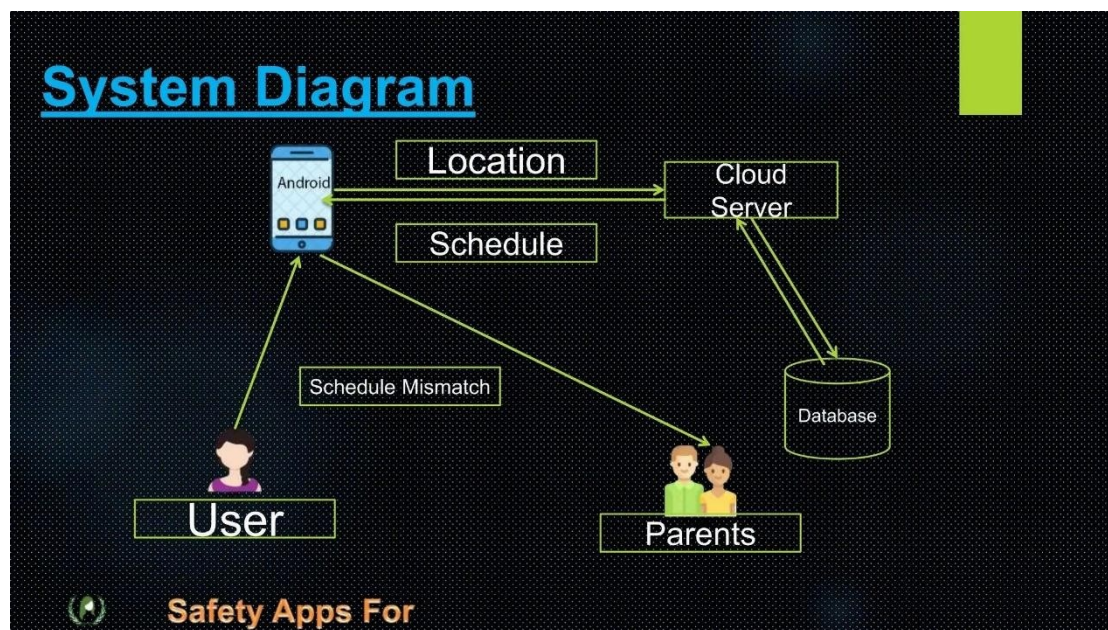 System Diagram
Android
Location
Cloud
Server
Schedule
Schedule Mismatch
Database
User
Parents
Safety Apps For